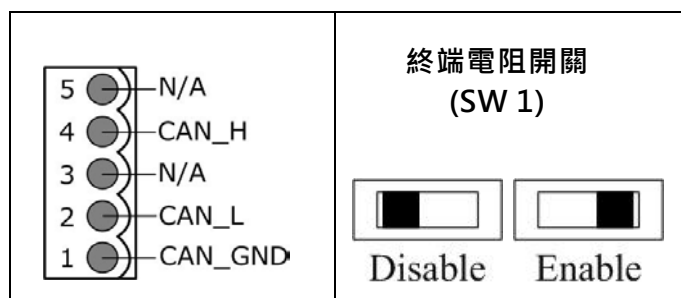 5 N/A
4 CAN_H
3 N/A
2 CAN_L
1 CAN_GND
終端電阻開關
(SW 1)
Disable Enable